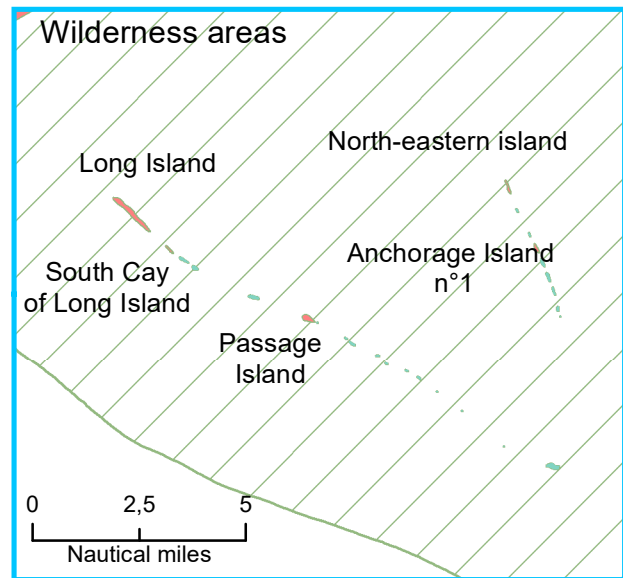 Wilderness areas
North-eastern island
Long Island
Anchorage Island
n°1
South Cay
of Long Island
Passage
Island
0 2,5 5
Nautical miles